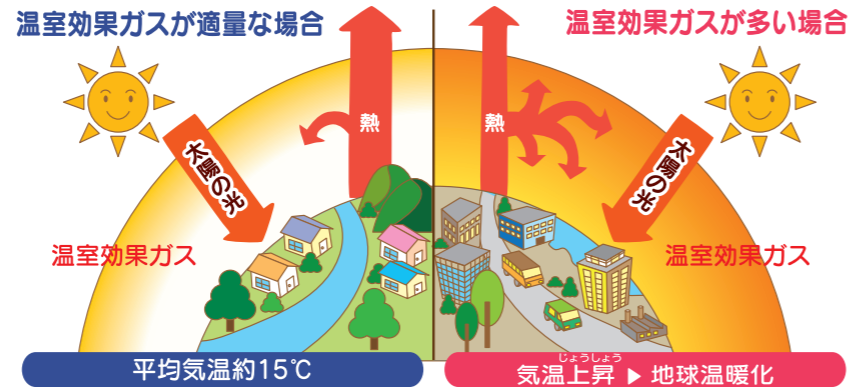 温室効果ガスが適量な場合
熱
太陽の光
温室効果ガス
平均気温約15℃
温室効果ガスが多い場合
熱
太陽の光
温室効果ガス
じょうしょう
気温上昇 ▶ 地球温暖化